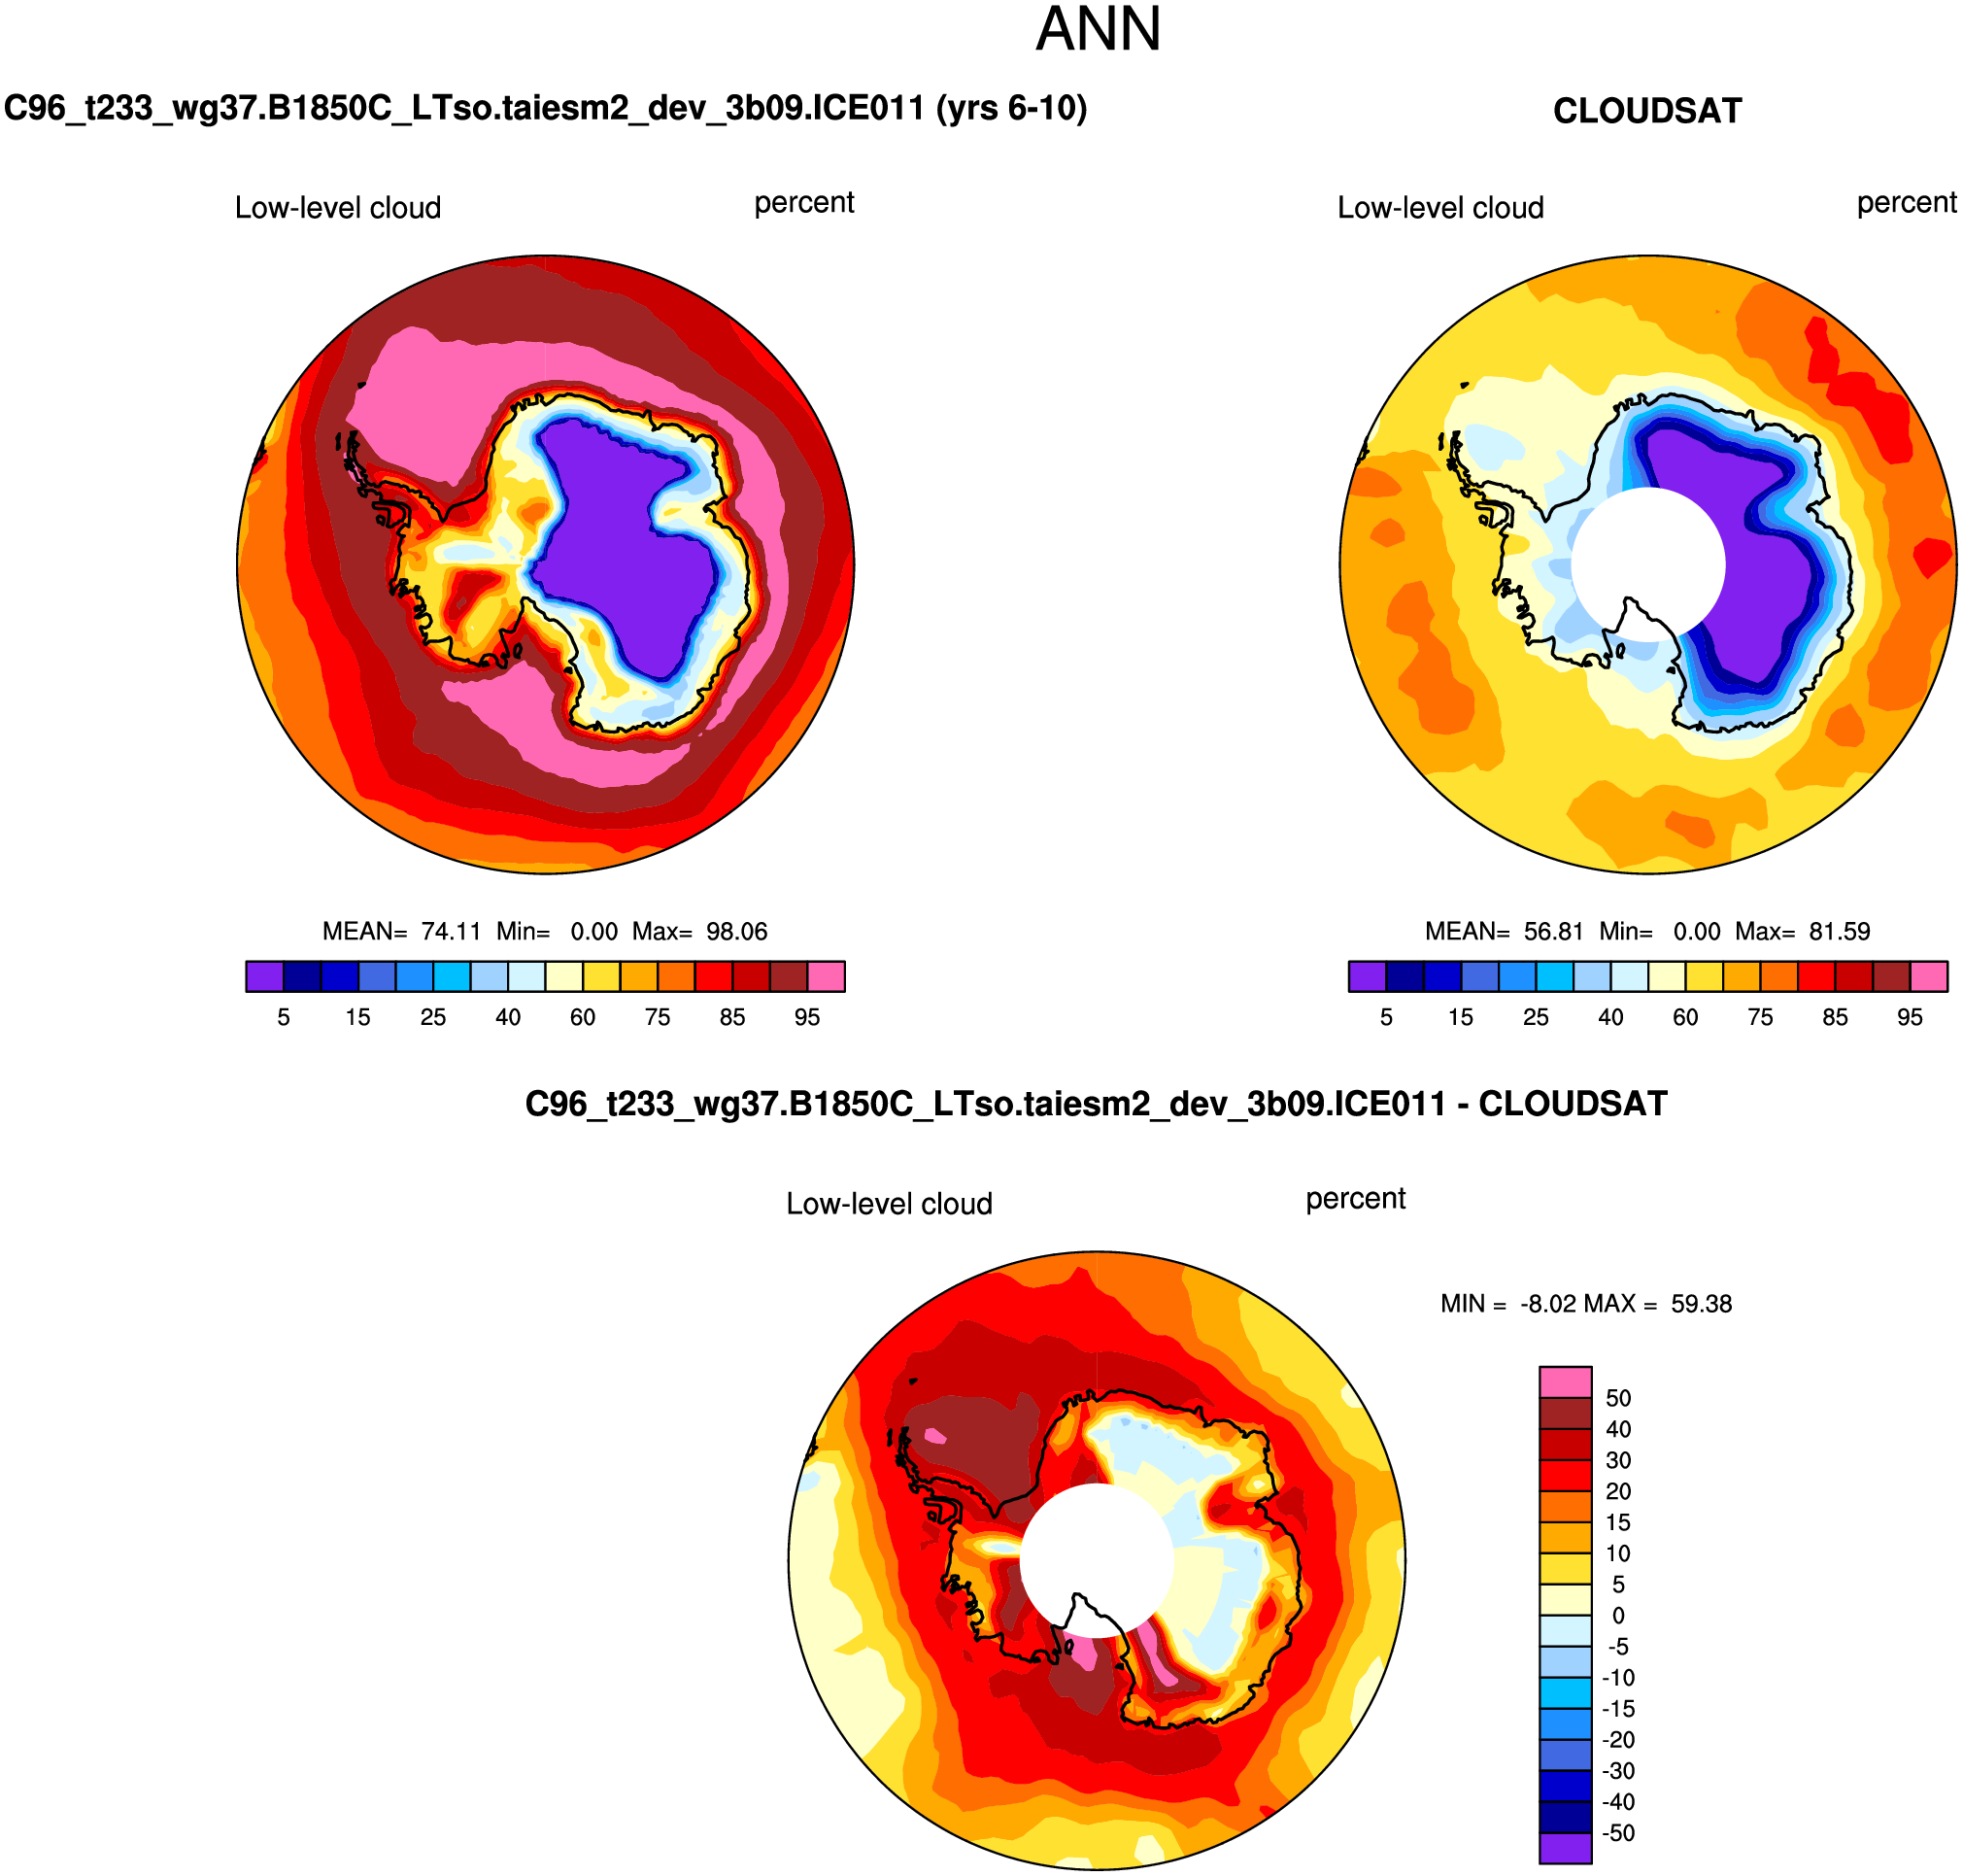 ANN
C96_t233_wg37.B1850C_LTso.taiesm2_dev_3b09.ICE011 (yrs 6-10)
CLOUDSAT
Low-level cloud percent
Low-level cloud percent
MEAN= 74.11 Min= 0.00 Max= 98.06
MEAN= 56.81 Min= 0.00 Max= 81.59
5 15 25 40 60 75 85 95
5 15 25 40 60 75 85 95
C96_t233_wg37.B1850C_LTso.taiesm2_dev_3b09.ICE011 - CLOUDSAT
Low-level cloud percent
MIN = -8.02 MAX = 59.38
50
40
30
20
15
10
5
0
-5
-10
-15
-20
-30
-40
-50